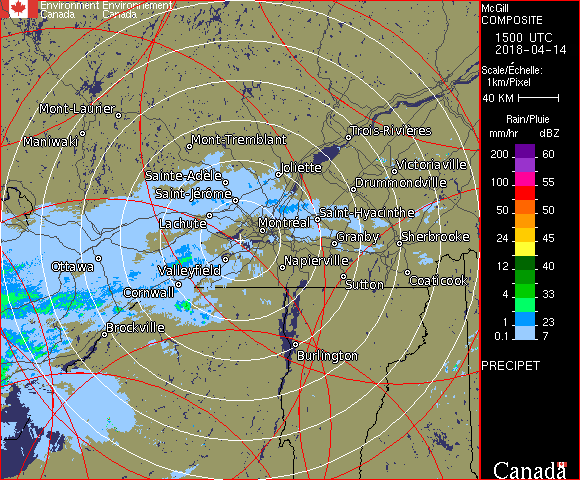 Environment Environnement
Canada Canada
McGill
COMPOSITE
1500 UTC
2018-04-14
Scale/Échelle:
1km/Pixel
40 KM
Rain/Pluie
mm/hr dBZ
200 60
100 55
50 50
24 45
12 40
4 33
1 23
0.1 7
PRECIPET
Canada
Mont-Laurier
Maniwaki
Mont-Tremblant
Trois-Rivières
Sainte-Adèle
Joliette
Victoriaville
Saint-Jérôme
Drummondville
Lachute
Montréal
Saint-Hyacinthe
Granby
Sherbrooke
Ottawa
Valleyfield
Napierville
Cornwall
Sutton
Coaticook
Brockville
Burlington